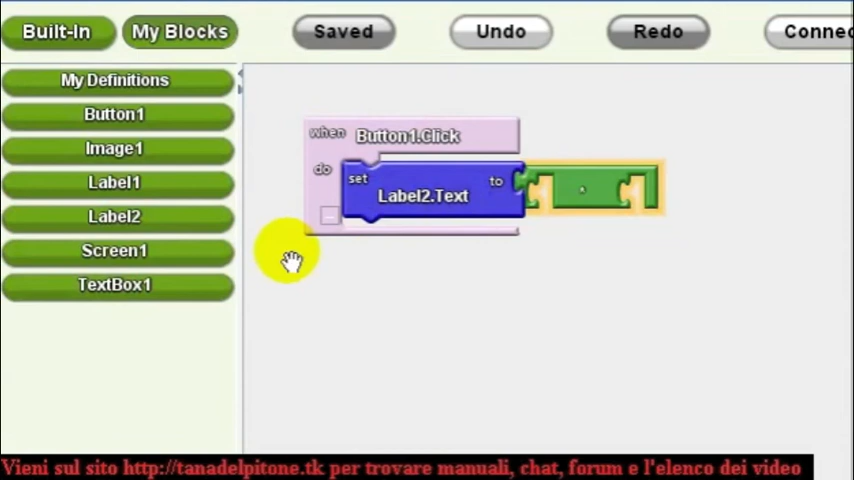 Built-In My Blocks Saved Undo Redo Connec
My Definitions
Button1
Image1
Label1
Label2
Screen1
TextBox1
when Button1.Click
do set to
Label2.Text
Vieni sul sito http://tanadelpitone.tk per trovare manuali, chat, forum e l'elenco dei video